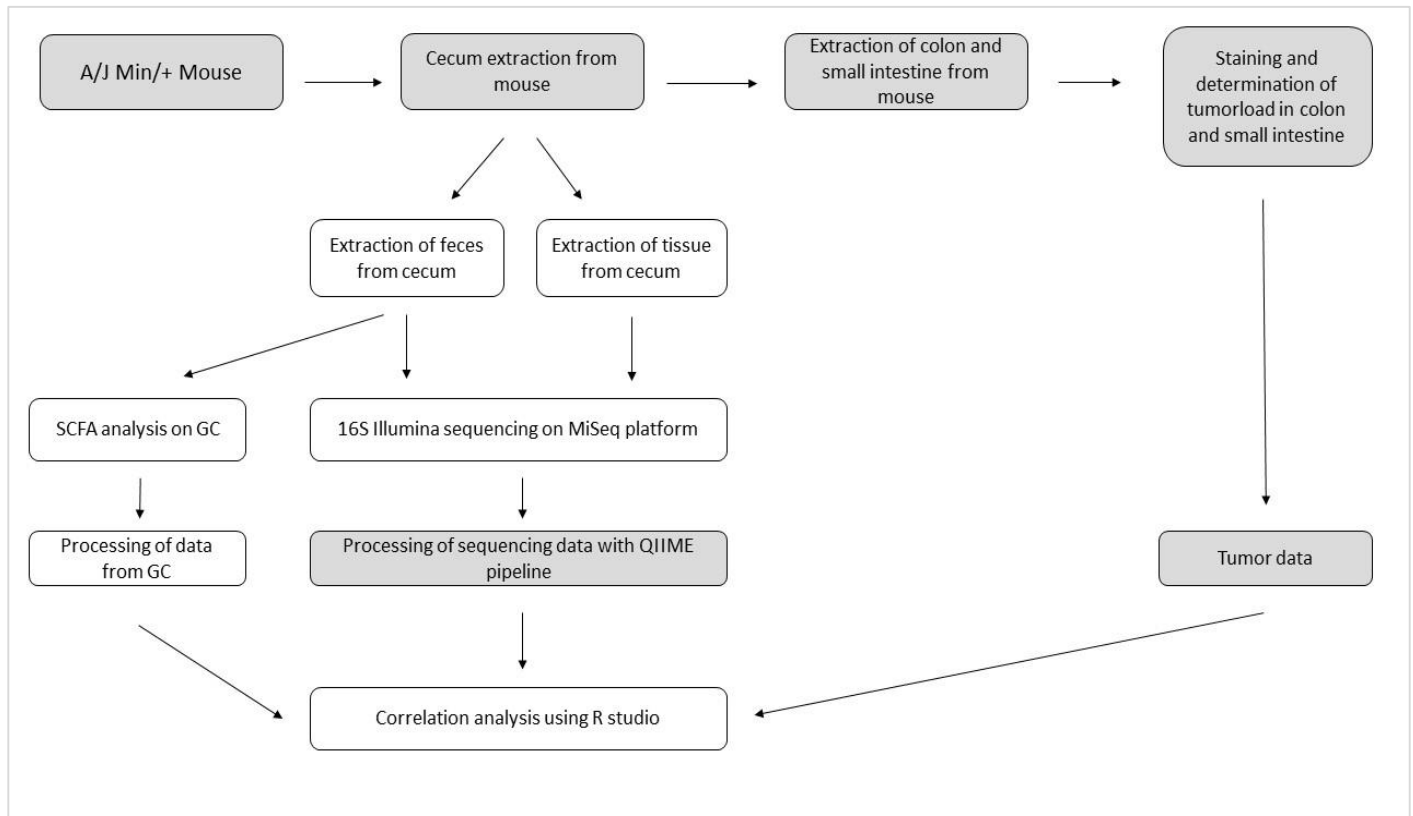 A/J Min/+ Mouse
Cecum extraction from
mouse
Extraction of colon and
small intestine from
mouse
Staining and
determination of
tumorload in colon
and small intestine
Extraction of feces
from cecum
Extraction of tissue
from cecum
SCFA analysis on GC
16S Illumina sequencing on MiSeq platform
Processing of data
from GC
Processing of sequencing data with QIIME
pipeline
Tumor data
Correlation analysis using R studio